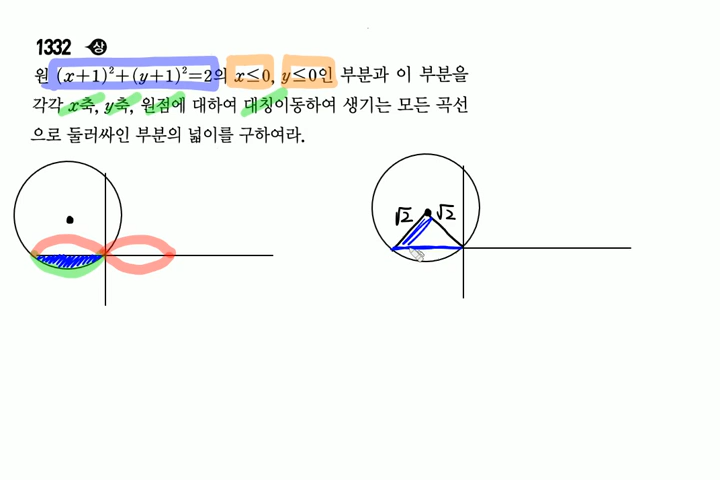 1332 상
원 (x+1)²+(y+1)²=2의 x≤0, y≤0인 부분과 이 부분을
각각 x축, y축, 원점에 대하여 대칭이동하여 생기는 모든 곡선
으로 둘러싸인 부분의 넓이를 구하여라.
√2 √2